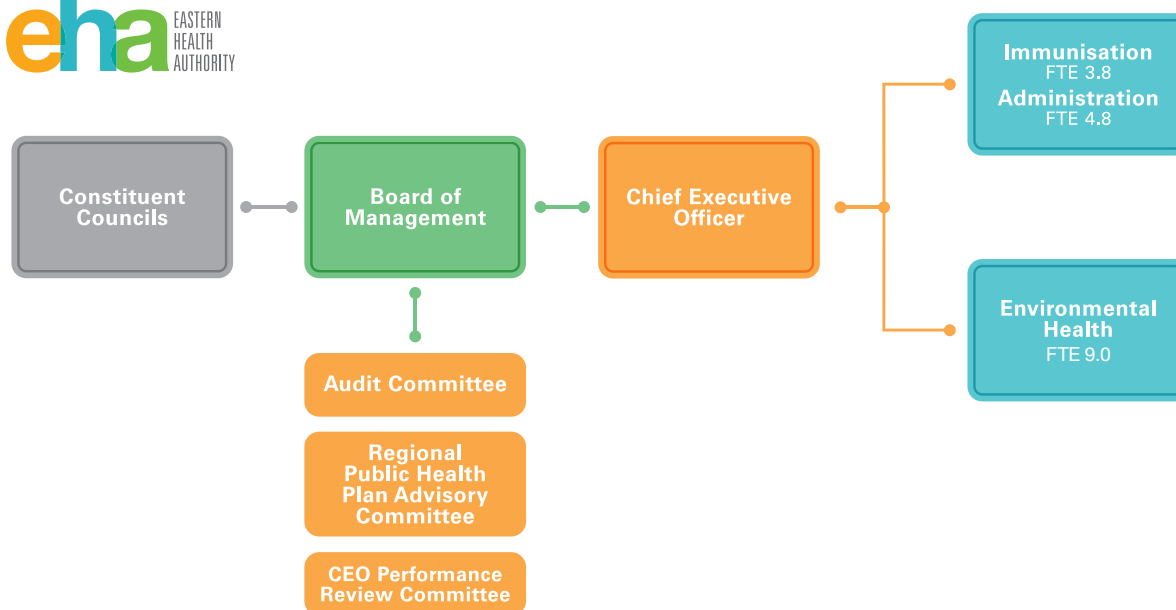 eha
EASTERN
HEALTH
AUTHORITY
Constituent
Councils
Board of
Management
Chief Executive
Officer
Immunisation
FTE 3.8
Administration
FTE 4.8
Environmental
Health
FTE 9.0
Audit Committee
Regional
Public Health
Plan Advisory
Committee
CEO Performance
Review Committee